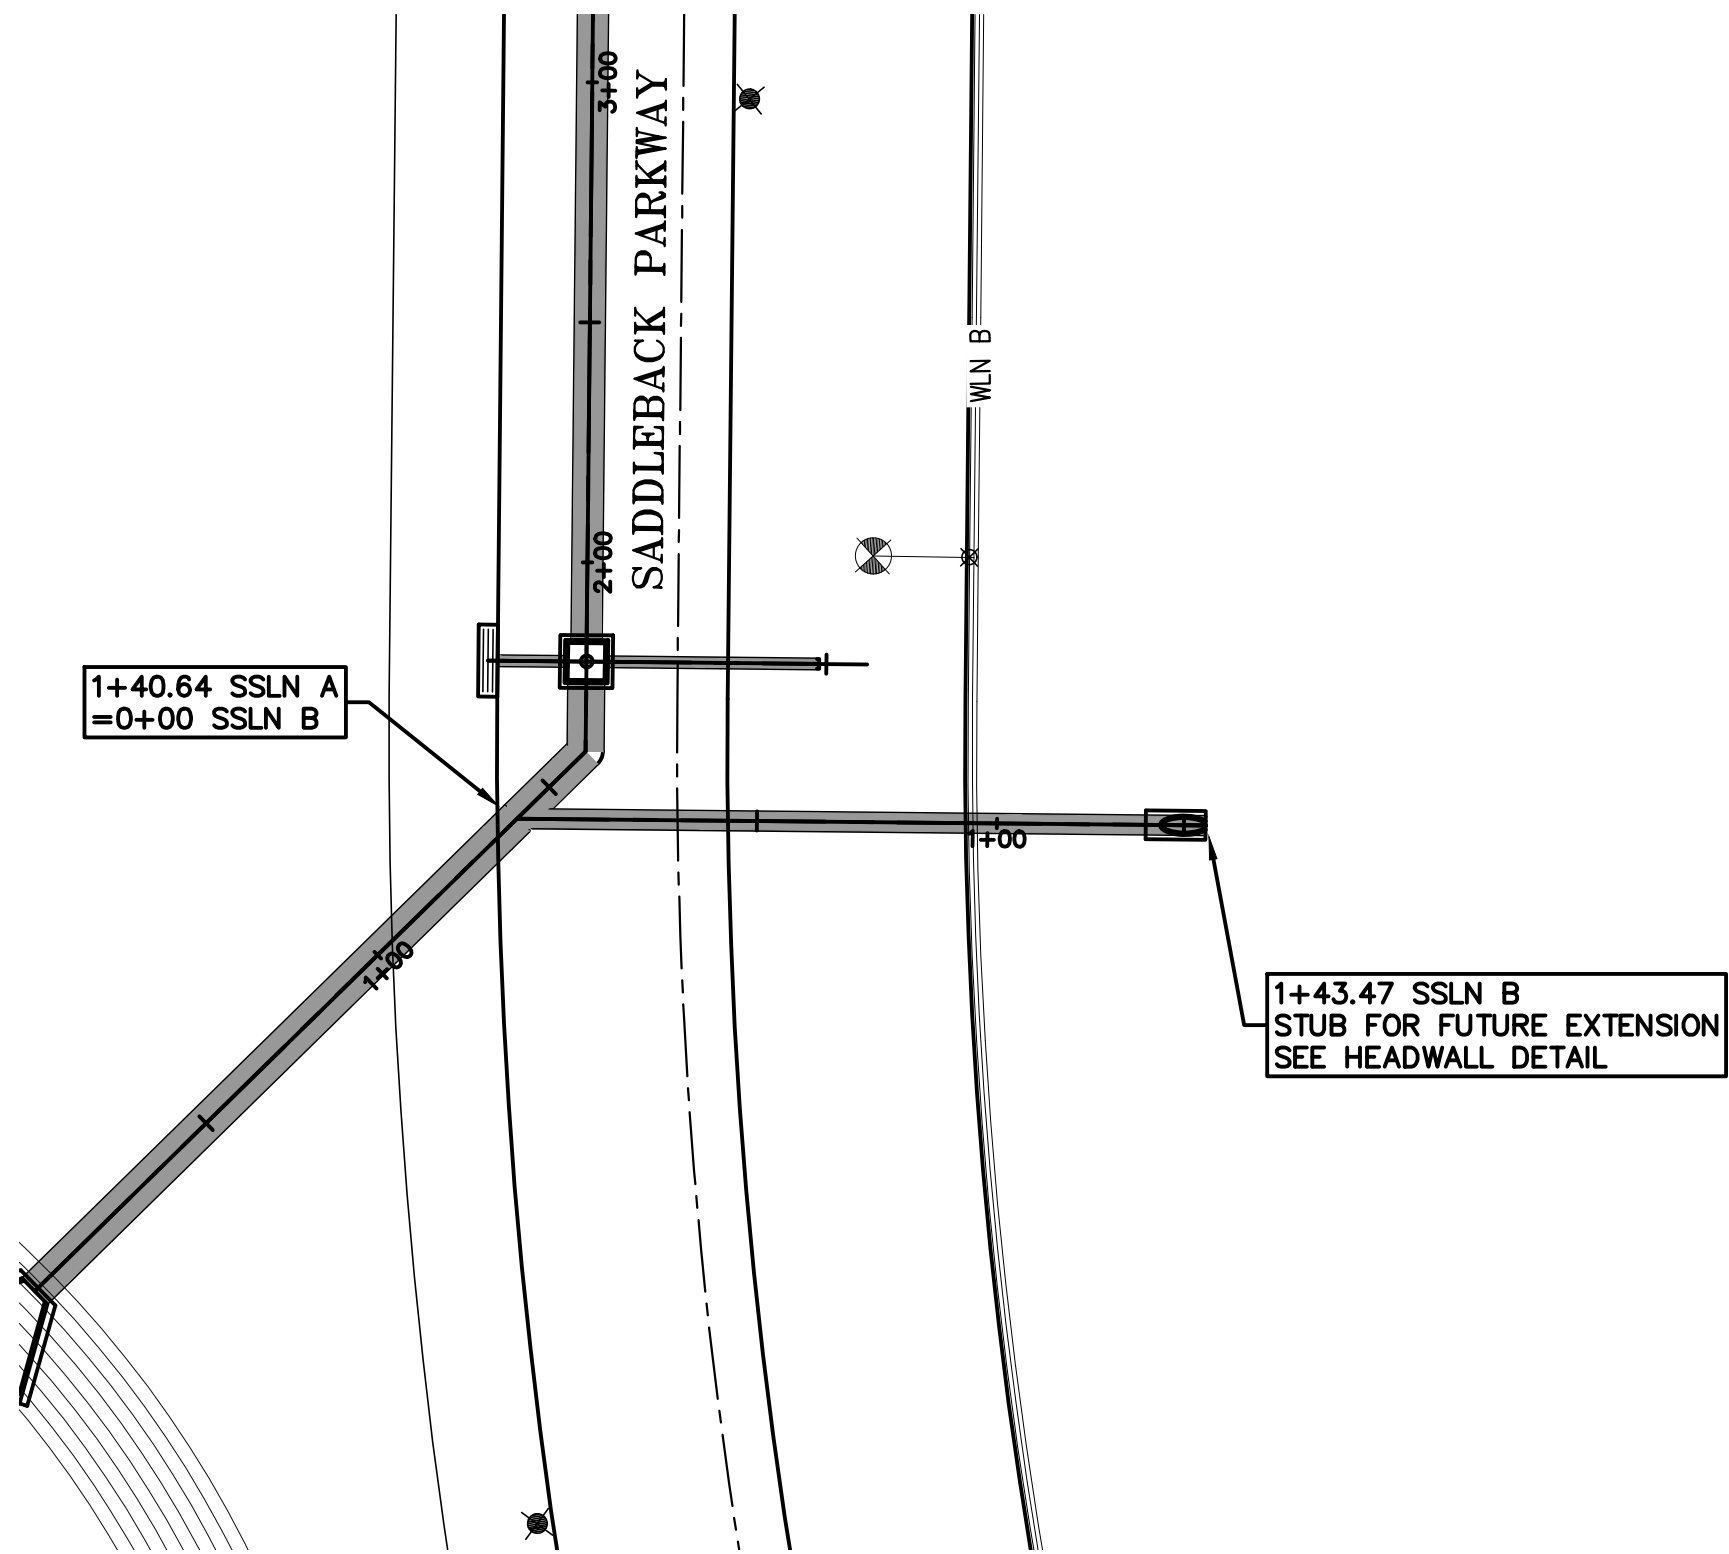 3+00
SADDLEBACK PARKWAY
WLN B
2+00
1+40.64 SSLN A
=0+00 SSLN B
1+00
1+00
1+43.47 SSLN B
STUB FOR FUTURE EXTENSION
SEE HEADWALL DETAIL